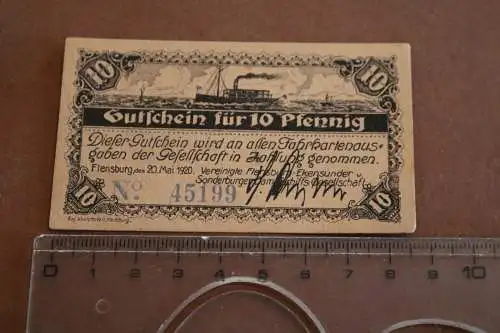 10 10
Gutschein für 10 Pfennig
Dieser Gutschein wird an allen Fahrkartenaus-
gaben der Gesellschaft in Zahlung genommen.
Flensburg, den 20. Mai 1920. Vereinigte Flensburg-Ekensunder u.
Sonderburger Dampfschiffs-Gesellschaft
No 45199
10 10
0 1 2 3 4 5 6 7 8 9 10